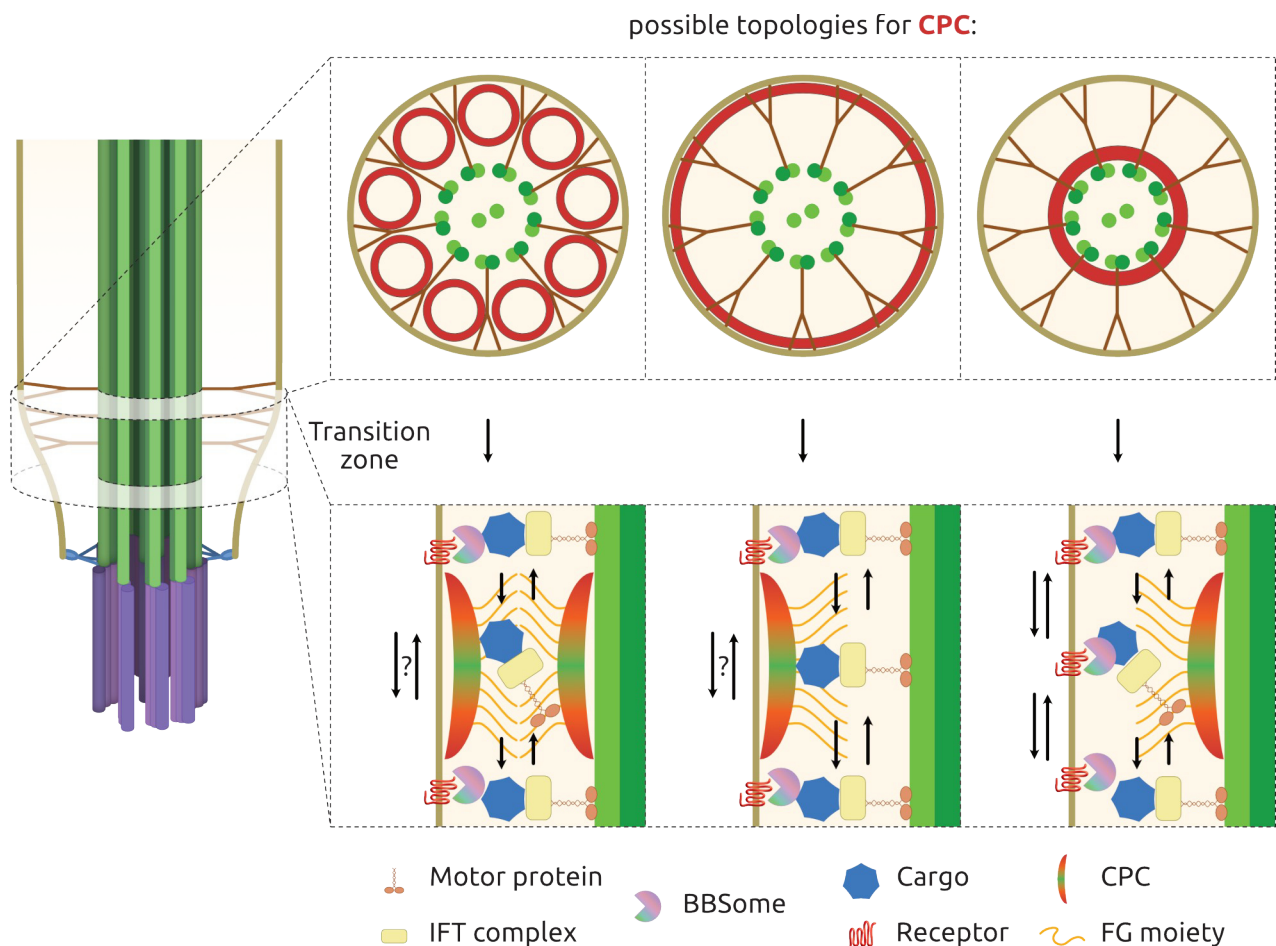 possible topologies for CPC:
Transition
zone
?
?
Motor protein
IFT complex
BBSome
Cargo
Receptor
CPC
FG moiety